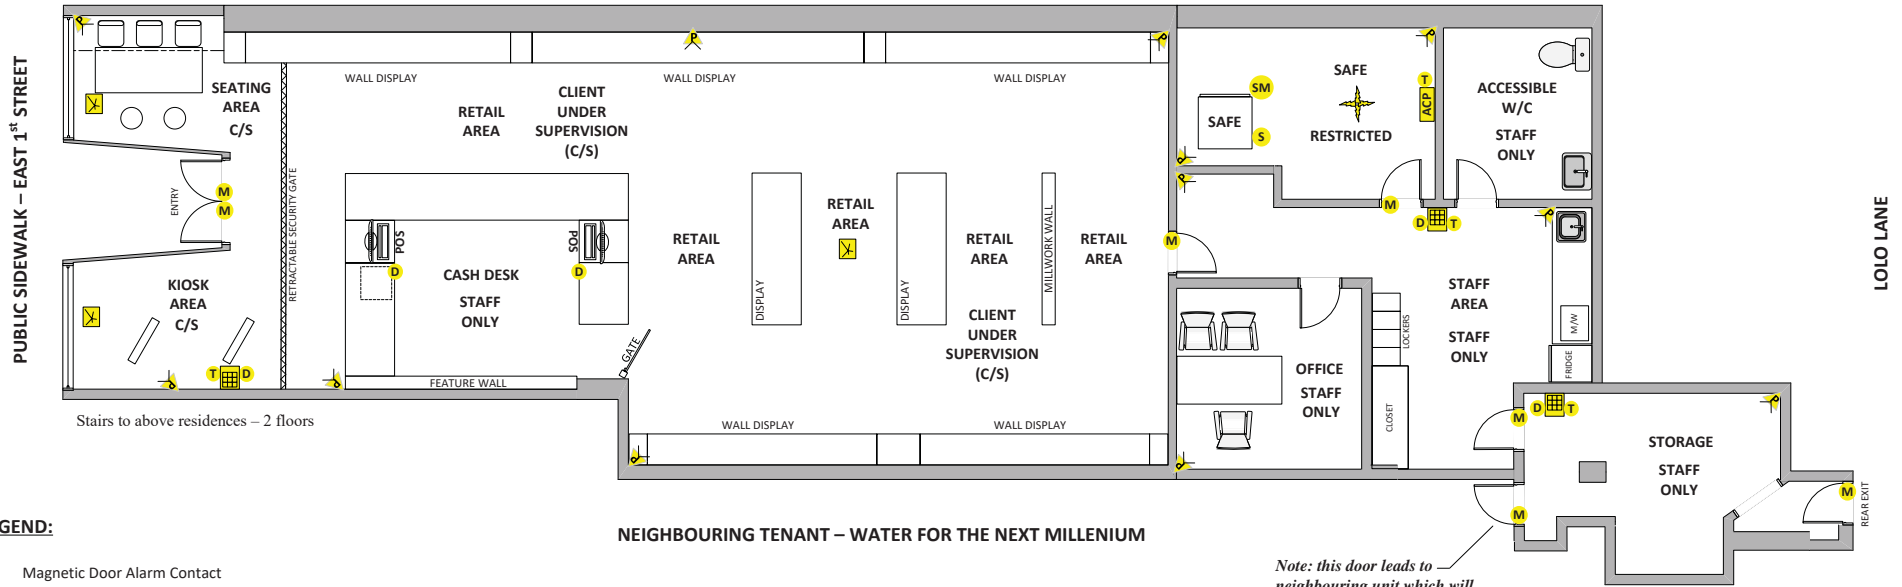 PUBLIC SIDEWALK – EAST 1st STREET
SEATING
AREA
C/S
ENTRY
M
M
RETRACTABLE SECURITY GATE
KIOSK
AREA
C/S
T
D
P
P
Stairs to above residences – 2 floors
WALL DISPLAY
P
WALL DISPLAY
WALL DISPLAY
P
RETAIL
AREA
CLIENT
UNDER
SUPERVISION
(C/S)
POS
D
POS
D
CASH DESK
STAFF
ONLY
P
FEATURE WALL
GATE
RETAIL
AREA
DISPLAY
RETAIL
AREA
DISPLAY
RETAIL
AREA
MILLWORK WALL
RETAIL
AREA
CLIENT
UNDER
SUPERVISION
(C/S)
WALL DISPLAY
WALL DISPLAY
P
M
SAFE
SM
S
SAFE
RESTRICTED
P
P
T
ACP
M
ACCESSIBLE
W/C
STAFF
ONLY
P
D
T
P
STAFF
AREA
STAFF
ONLY
M/W
FRIDGE
LOCKERS
CLOSET
OFFICE
STAFF
ONLY
P
M
D
T
P
STORAGE
STAFF
ONLY
M
M
REAR EXIT
LOLO LANE
NEIGHBOURING TENANT – WATER FOR THE NEXT MILLENIUM
Note: this door leads to
neighbouring unit which will
GEND:
Magnetic Door Alarm Contact